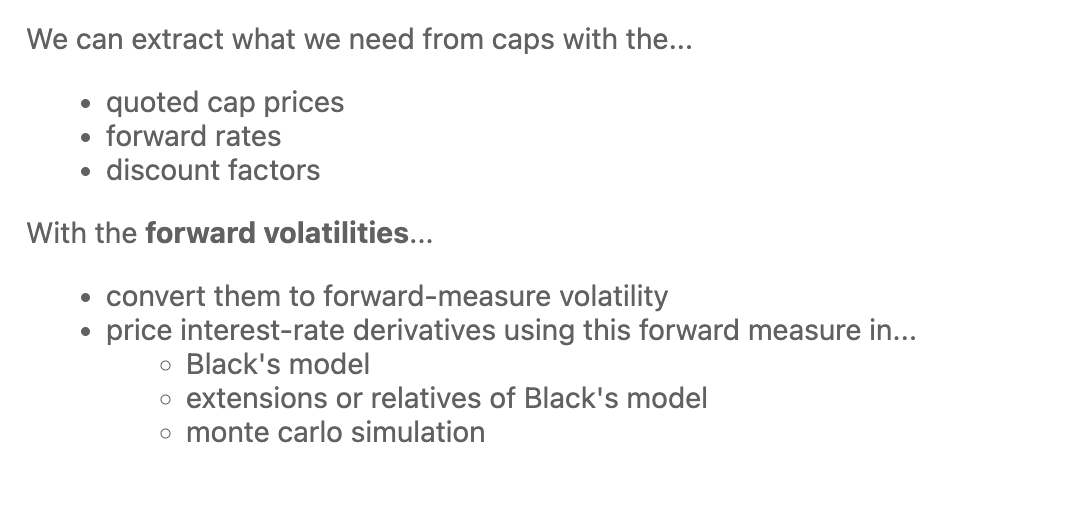 We can extract what we need from caps with the...
• quoted cap prices
• forward rates
• discount factors
With the forward volatilities...
• convert them to forward-measure volatility
• price interest-rate derivatives using this forward measure in...
◦ Black's model
◦ extensions or relatives of Black's model
◦ monte carlo simulation